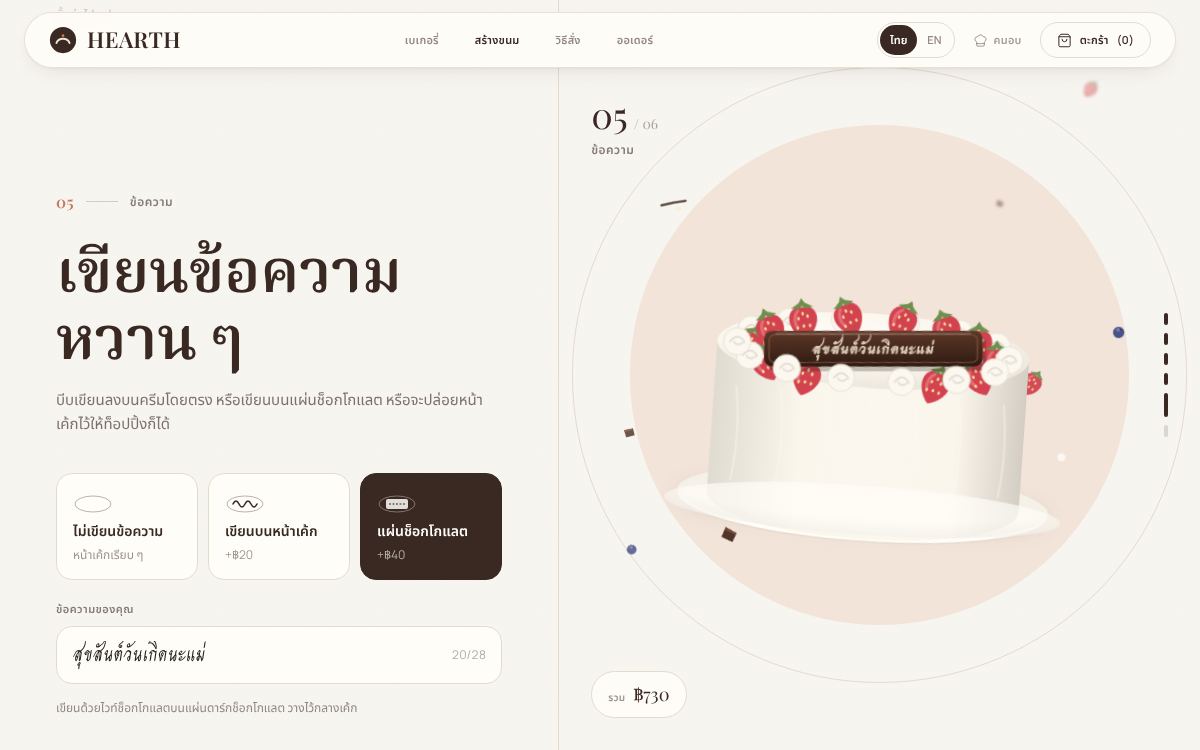 HEARTH
เบเกอรี่
สร้างขนม
วิธีสั่ง
ออเดอร์
ไทย
EN
คนอบ
ตะกร้า (0)
05 / 06
ข้อความ
05
ข้อความ
เขียนข้อความ
หวาน ๆ
บีบเขียนลงบนครีมโดยตรง หรือเขียนบนแผ่นช็อกโกแลต หรือจะปล่อยหน้า
เค้กไว้ให้ท็อปปิ้งก็ได้
ไม่เขียนข้อความ
หน้าเค้กเรียบ ๆ
เขียนบนหน้าเค้ก
+฿20
แผ่นช็อกโกแลต
+฿40
ข้อความของคุณ
สุขสันต์วันเกิดนะแม่
20/28
เขียนด้วยไวท์ช็อกโกแลตบนแผ่นดาร์กช็อกโกแลต วางไว้กลางเค้ก
สุขสันต์วันเกิดนะแม่
รวม ฿730